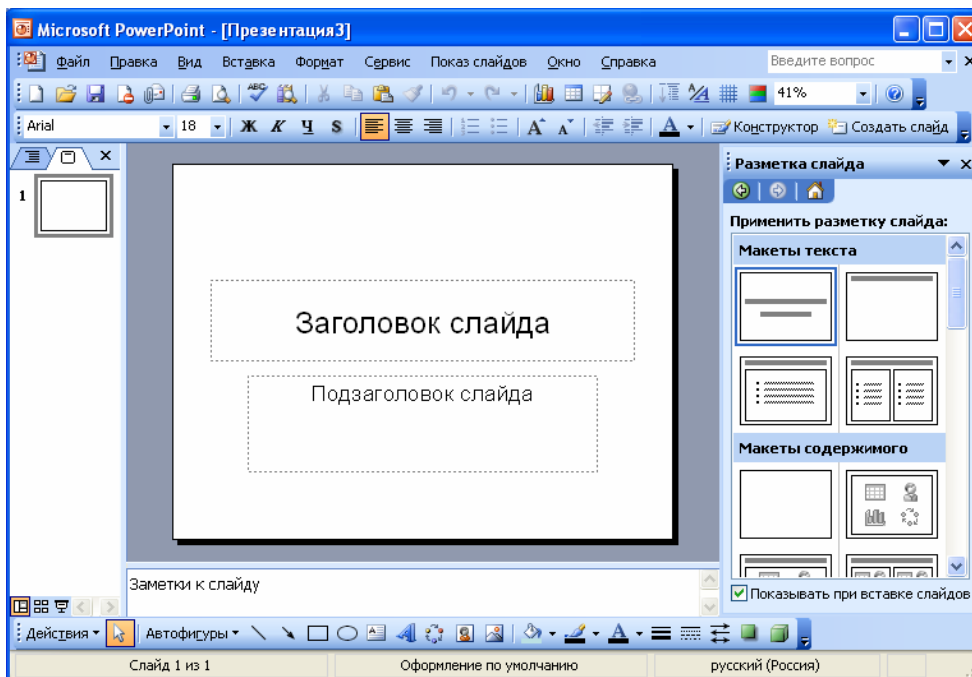 Microsoft PowerPoint - [Презентация3]
Файл Правка Вид Вставка Формат Сервис Показ слайдов Окно Справка Введите вопрос
41%
Arial 18 Ж К Ч S Конструктор Создать слайд
Разметка слайда
1
Применить разметку слайда:
Макеты текста
Заголовок слайда
Подзаголовок слайда
Макеты содержимого
Заметки к слайду
Показывать при вставке слайдов
Действия Автофигуры
Слайд 1 из 1 Оформление по умолчанию русский (Россия)